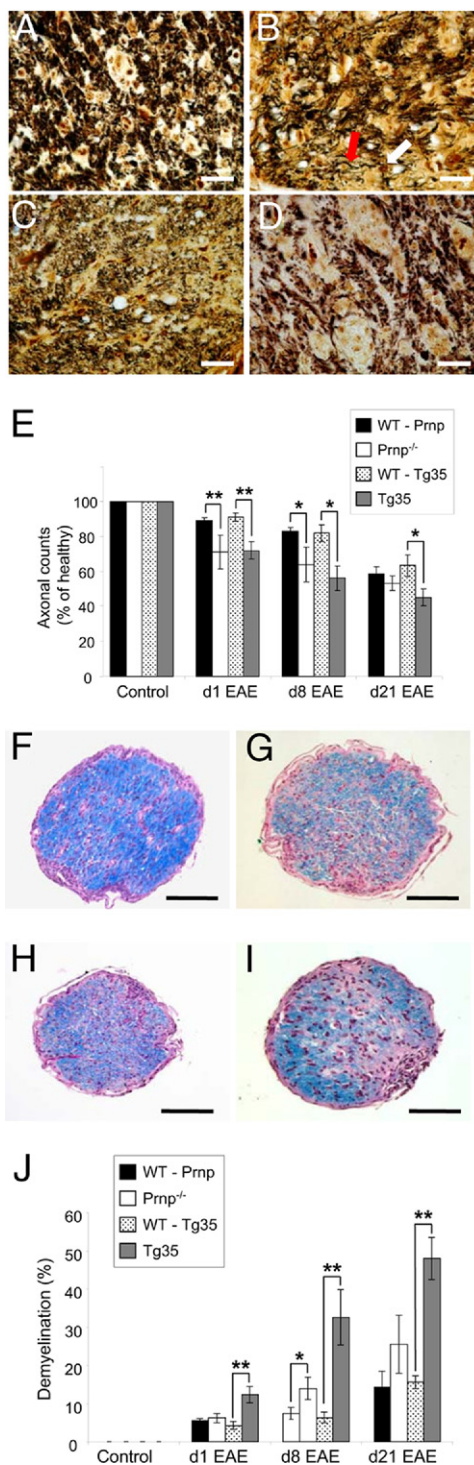 A
B
C
D
E
WT - Prnp
Prnp-/-
WT - Tg35
Tg35
Axonal counts
(% of healthy)
100
80
60
40
20
0
** ** * * *
Control d1 EAE d8 EAE d21 EAE
F
G
H
I
J
WT - Prnp
Prnp-/-
WT - Tg35
Tg35
Demyelination (%)
60
50
40
30
20
10
0
** * ** **
Control d1 EAE d8 EAE d21 EAE